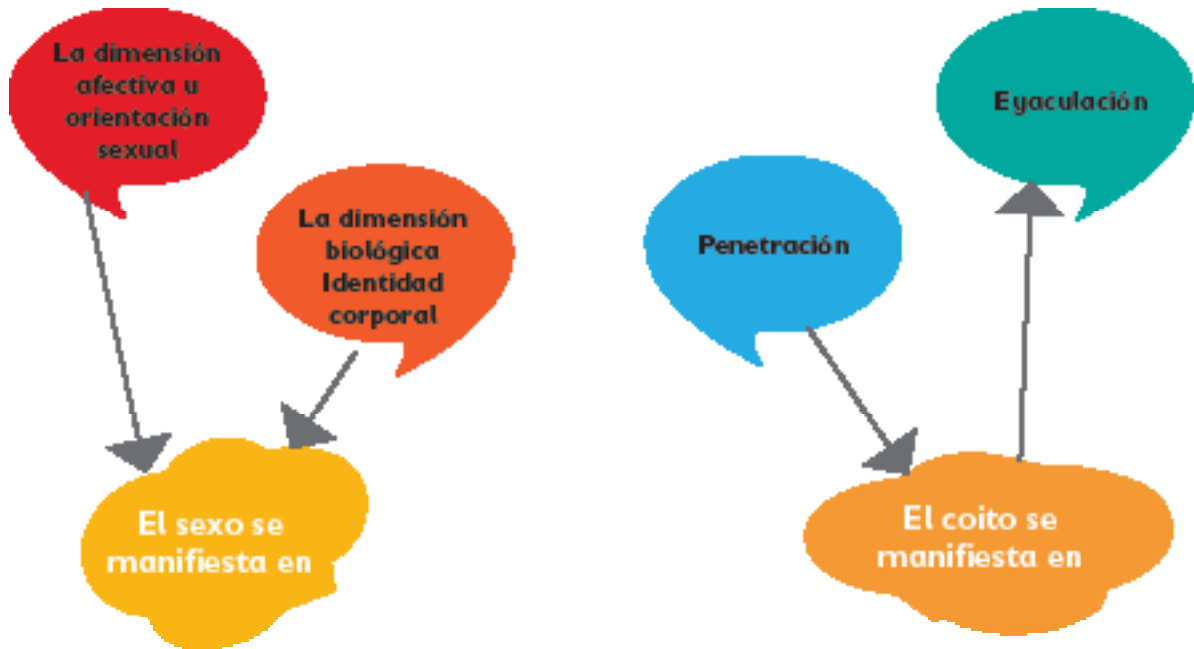 La dimensión
afectiva u
orientación
sexual
La dimensión
biológica
Identidad
corporal
El sexo se
manifiesta en
Penetración
Eyaculación
El coito se
manifiesta en